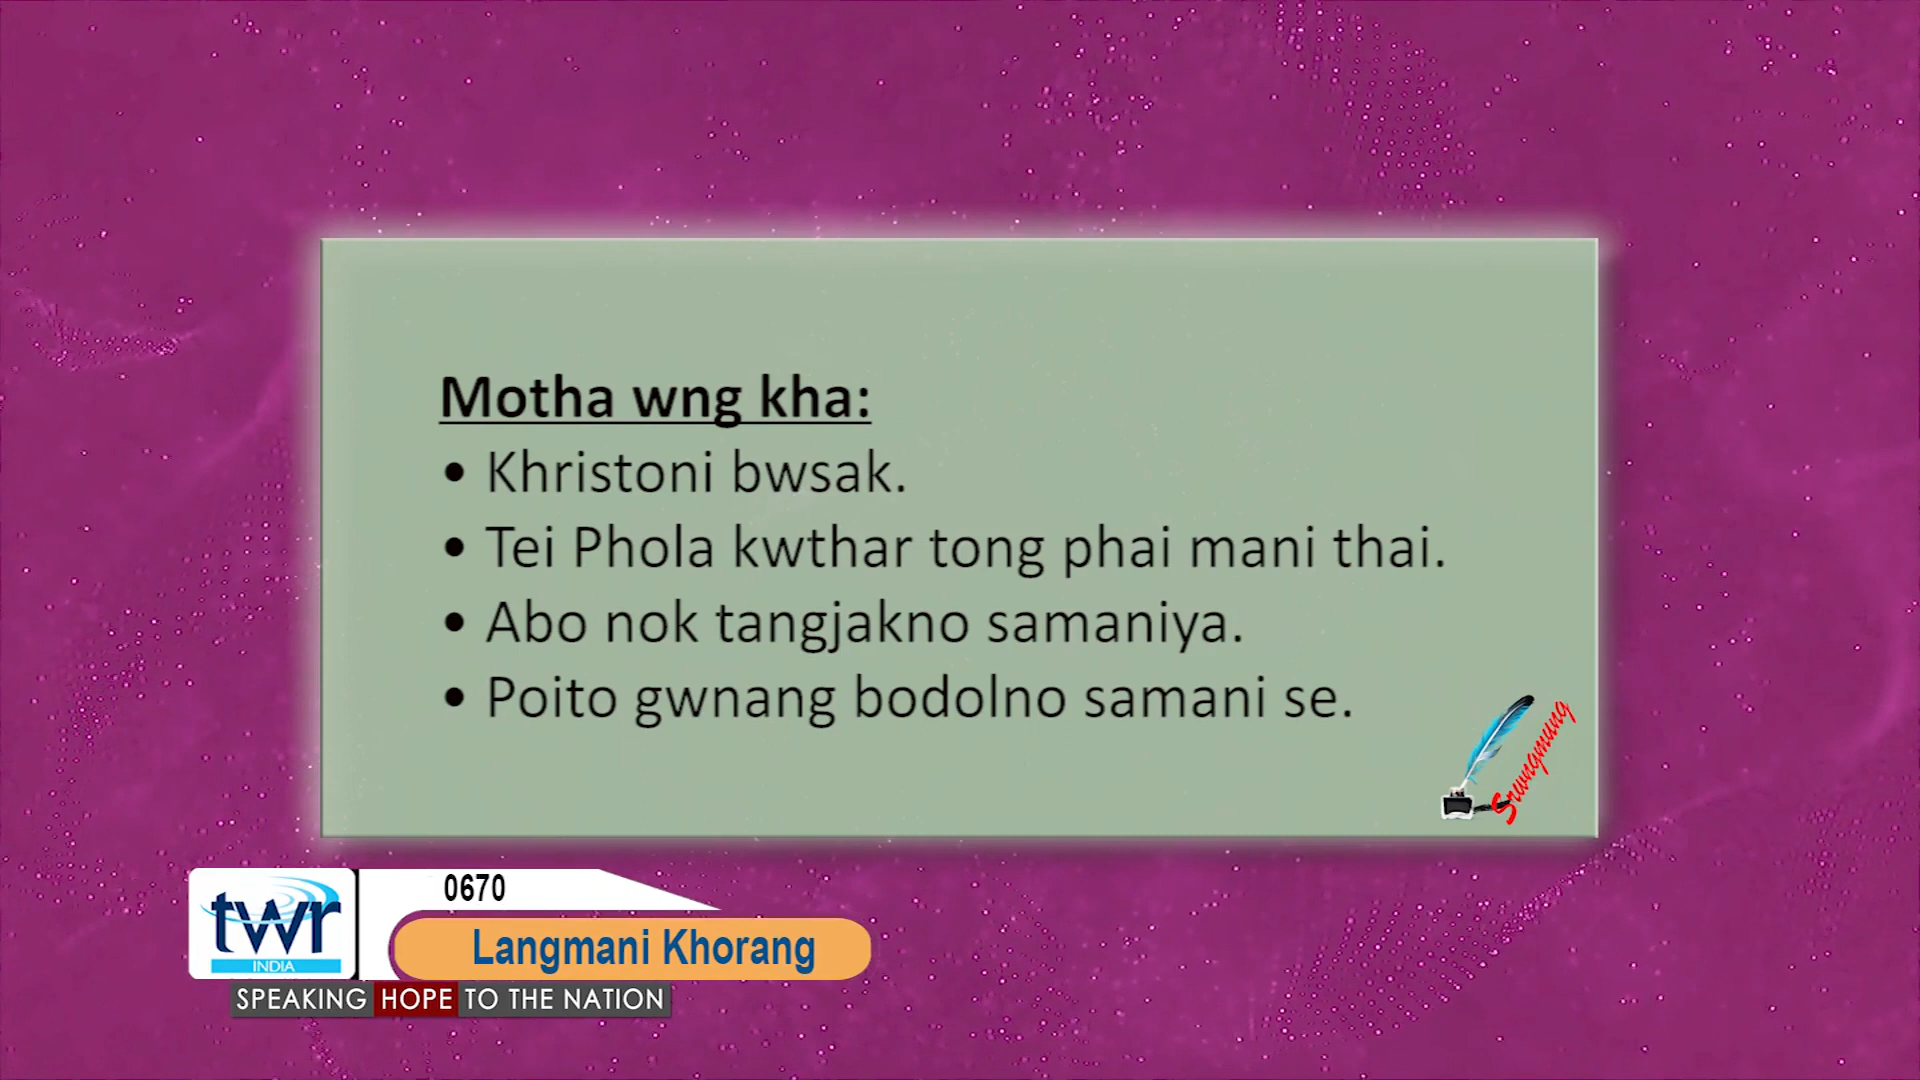 Motha wng kha:
• Khristoni bwsak.
• Tei Phola kwthar tong phai mani thai.
• Abo nok tangjakno samaniya.
• Poito gwnang bodolno samani se.
Srwngmung
0670
twr
INDIA
Langmani Khorang
SPEAKING HOPE TO THE NATION